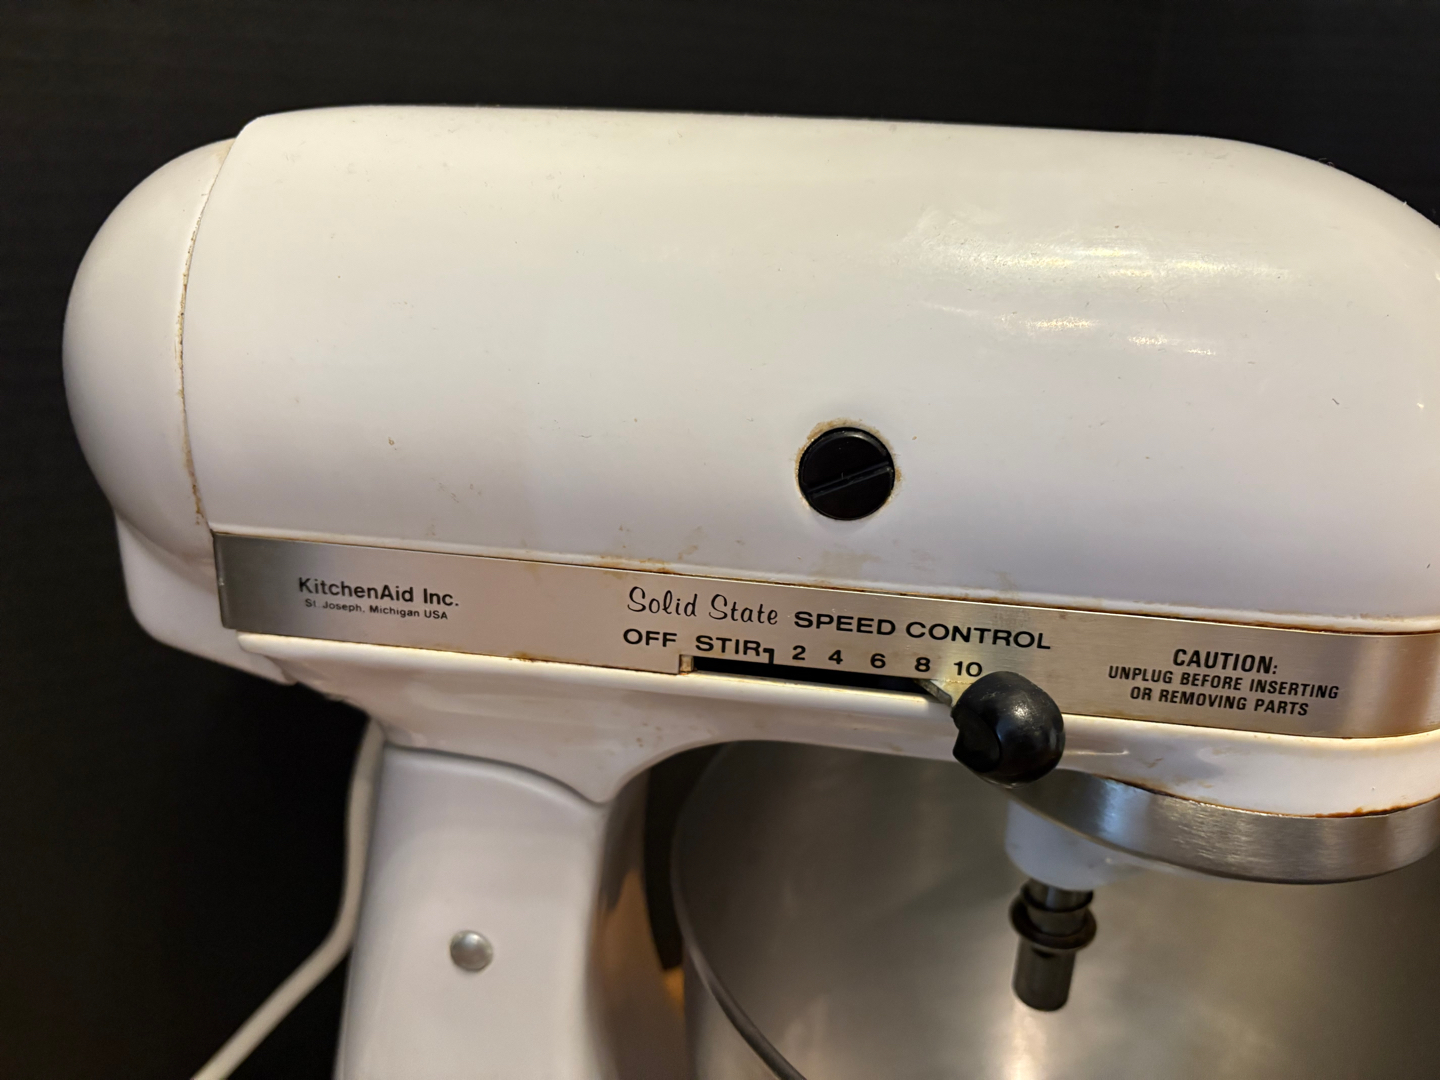 KitchenAid Inc.
St. Joseph, Michigan USA
Solid State SPEED CONTROL
OFF STIR 2 4 6 8 10
CAUTION:
UNPLUG BEFORE INSERTING
OR REMOVING PARTS